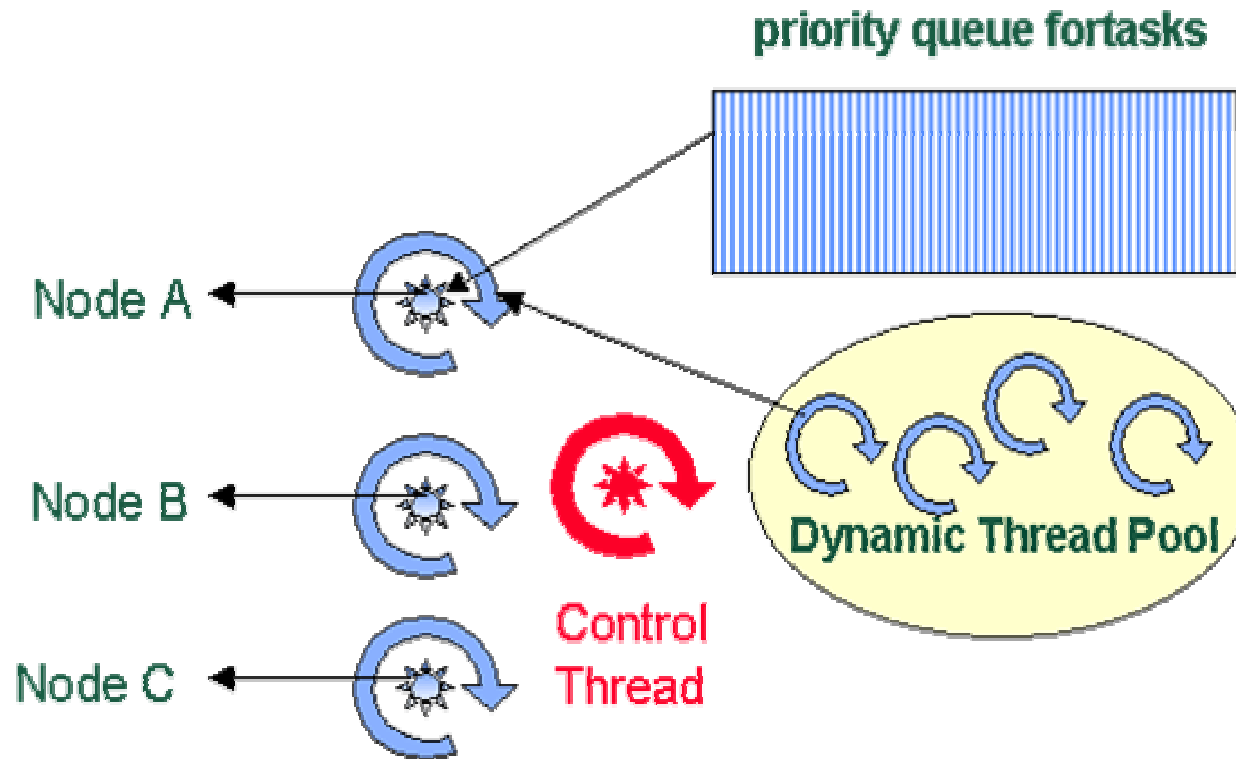 priority queue fortasks
Node A
Node B
Dynamic Thread Pool
Control
Thread
Node C